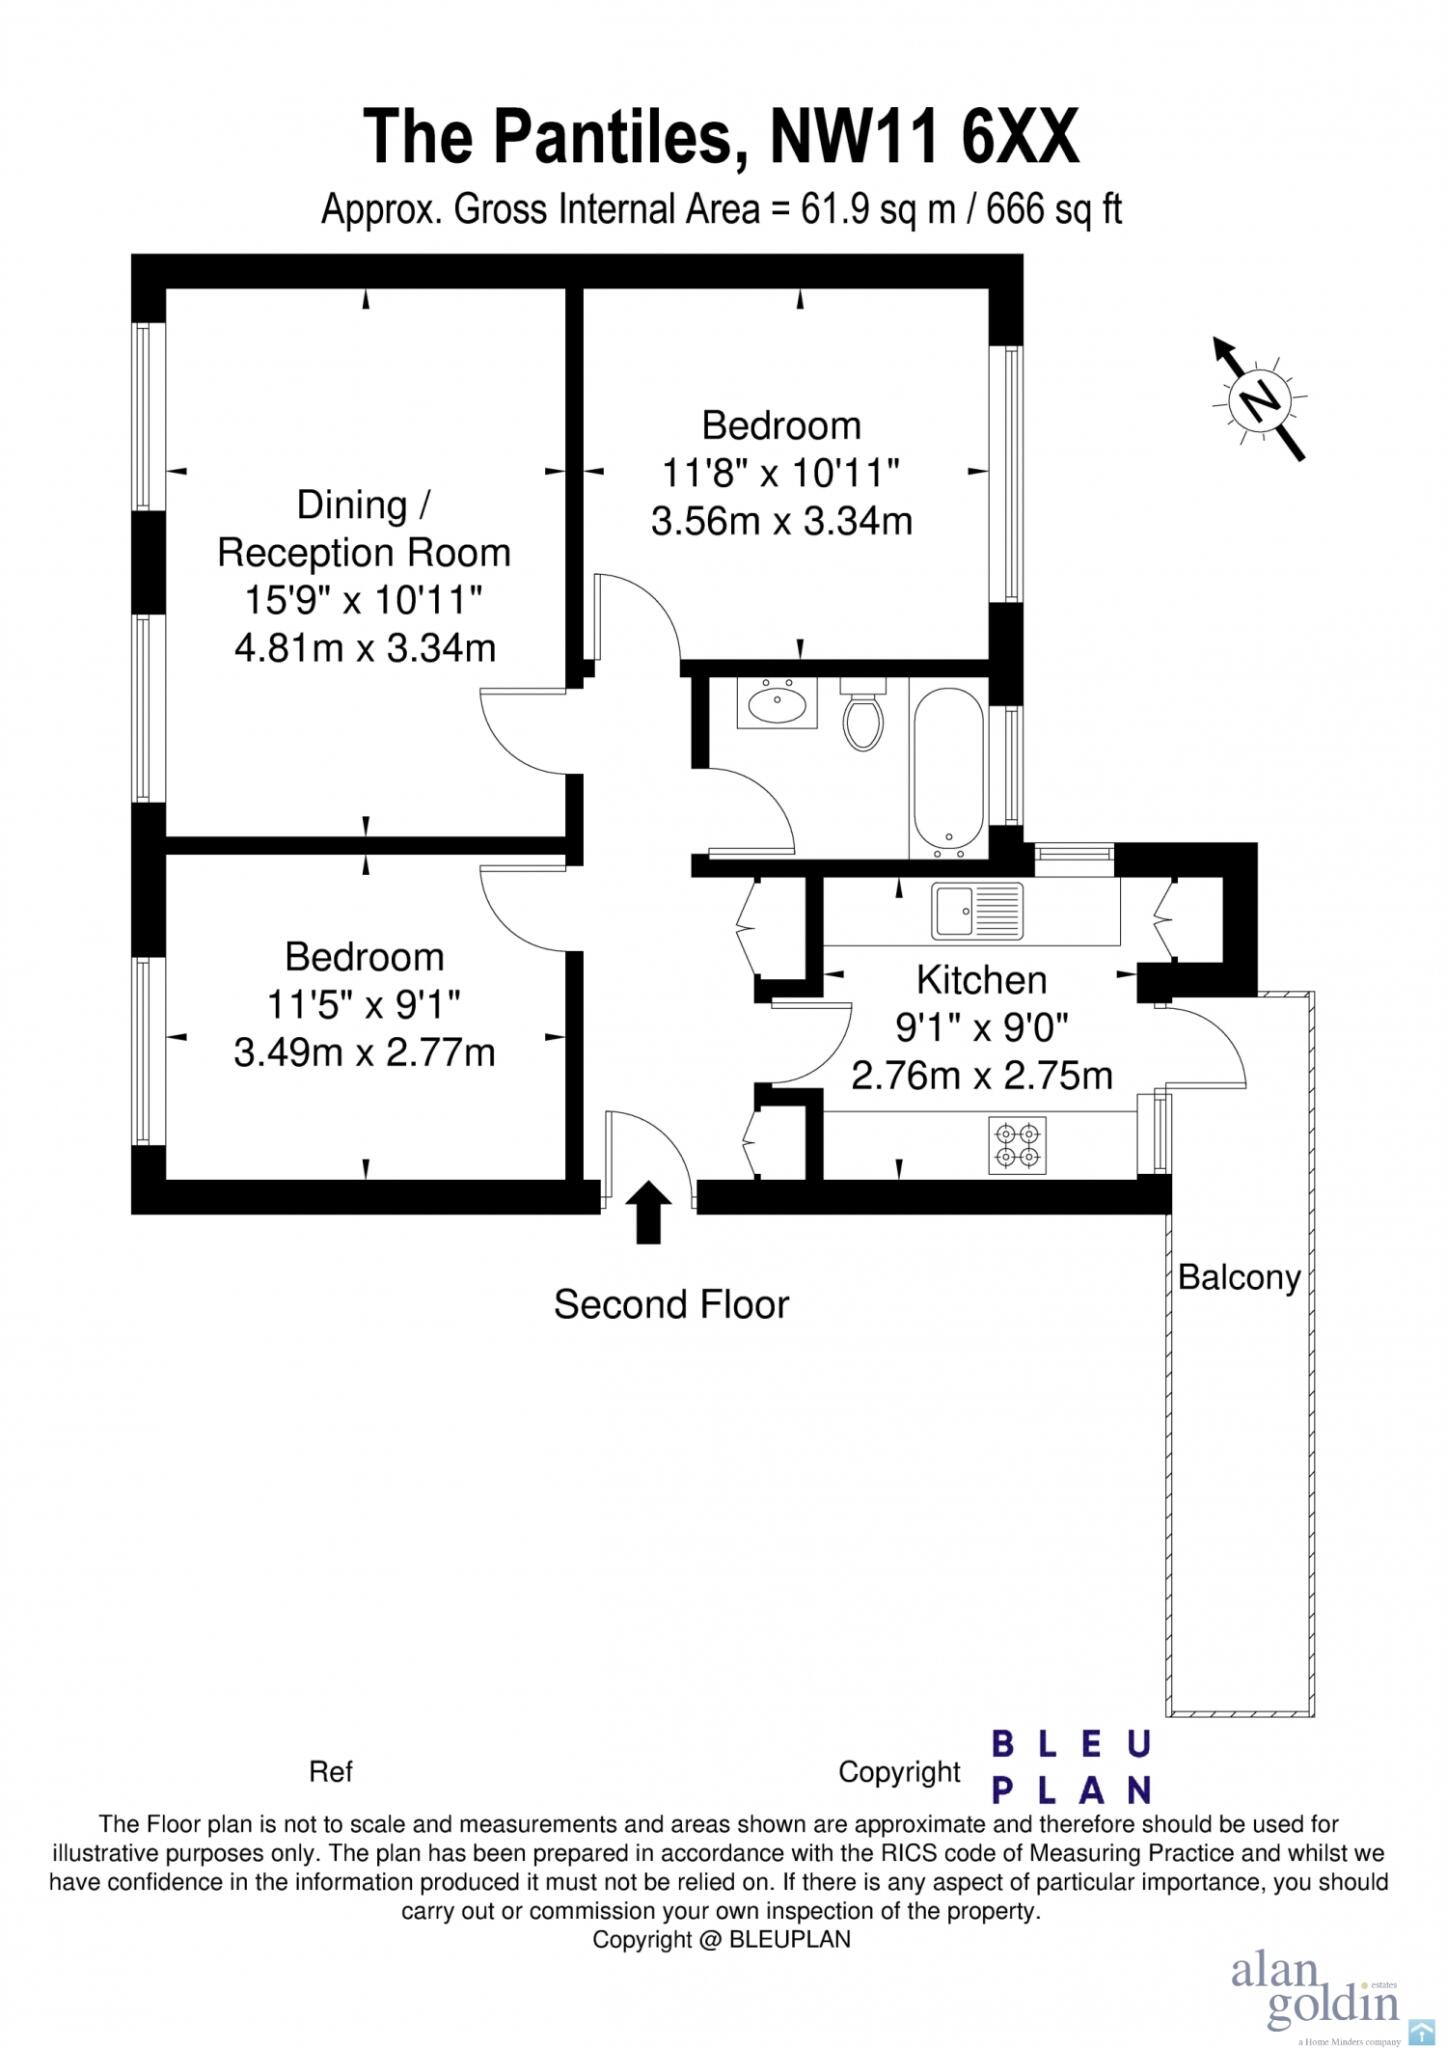 The Pantiles, NW11 6XX
Approx. Gross Internal Area = 61.9 sq m / 666 sq ft
N
Bedroom
11'8" x 10'11"
3.56m x 3.34m
Dining /
Reception Room
15'9" x 10'11"
4.81m x 3.34m
Bedroom
11'5" x 9'1"
3.49m x 2.77m
Kitchen
9'1" x 9'0"
2.76m x 2.75m
Balcony
Second Floor
Ref
Copyright
BLEU
PLAN
The Floor plan is not to scale and measurements and areas shown are approximate and therefore should be used for
illustrative purposes only. The plan has been prepared in accordance with the RICS code of Measuring Practice and whilst we
have confidence in the information produced it must not be relied on. If there is any aspect of particular importance, you should
carry out or commission your own inspection of the property.
Copyright @ BLEUPLAN
alan
goldin
estates
a Home Minders company